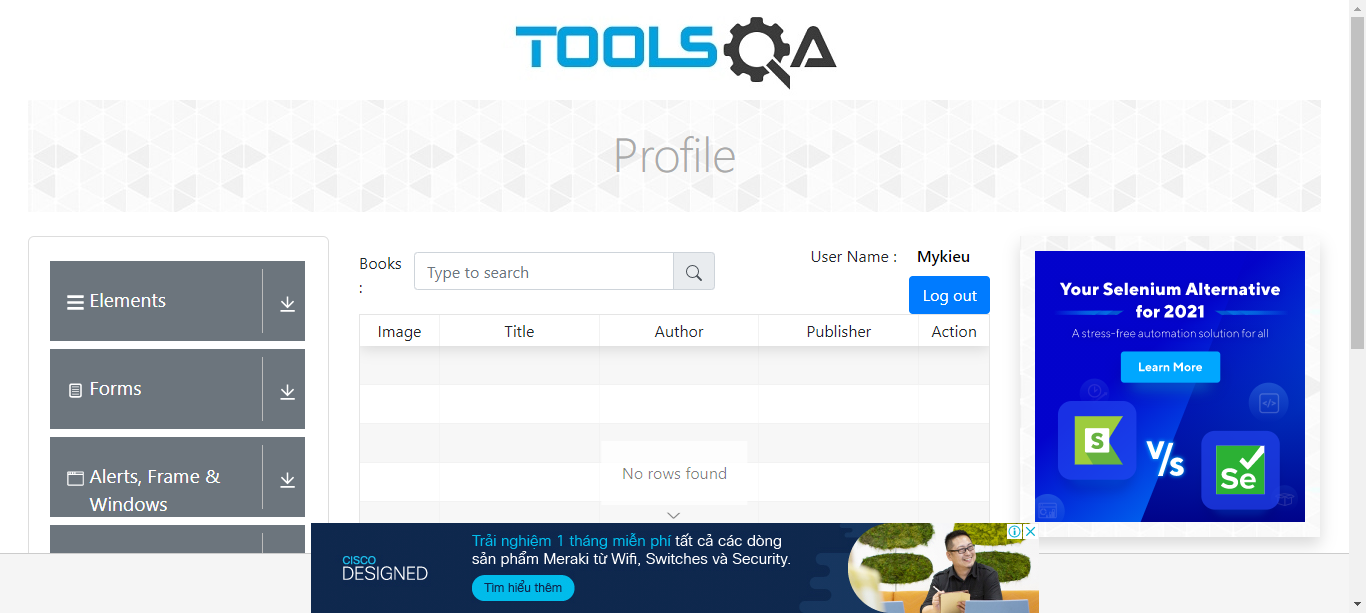 TOOLSQA
Profile
Elements
Forms
Alerts, Frame &
Windows
Books
:
Type to search
User Name :
Mykieu
Log out
Image
Title
Author
Publisher
Action
No rows found
Your Selenium Alternative
for 2021
A stress-free automation solution for all
Learn More
S
V/s
Se
CISCO
DESIGNED
Trải nghiệm 1 tháng miễn phí tất cả các dòng
sản phẩm Meraki từ Wifi, Switches và Security.
Tìm hiểu thêm